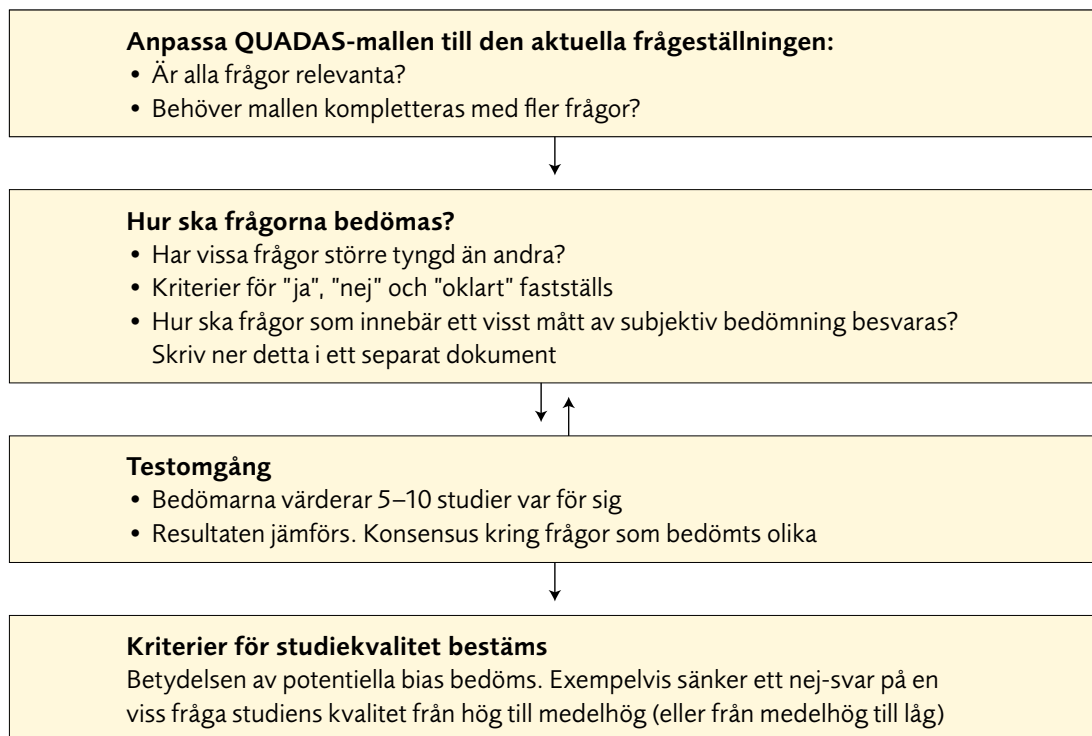 Anpassa QUADAS-mallen till den aktuella frågeställningen:
• Är alla frågor relevanta?
• Behöver mallen kompletteras med fler frågor?
Hur ska frågorna bedömas?
• Har vissa frågor större tyngd än andra?
• Kriterier för "ja", "nej" och "oklart" fastställs
• Hur ska frågor som innebär ett visst mått av subjektiv bedömning besvaras?
Skriv ner detta i ett separat dokument
Testomgång
• Bedömarna värderar 5–10 studier var för sig
• Resultaten jämförs. Konsensus kring frågor som bedömts olika
Kriterier för studiekvalitet bestäms
Betydelsen av potentiella bias bedöms. Exempelvis sänker ett nej-svar på en
viss fråga studiens kvalitet från hög till medelhög (eller från medelhög till låg)